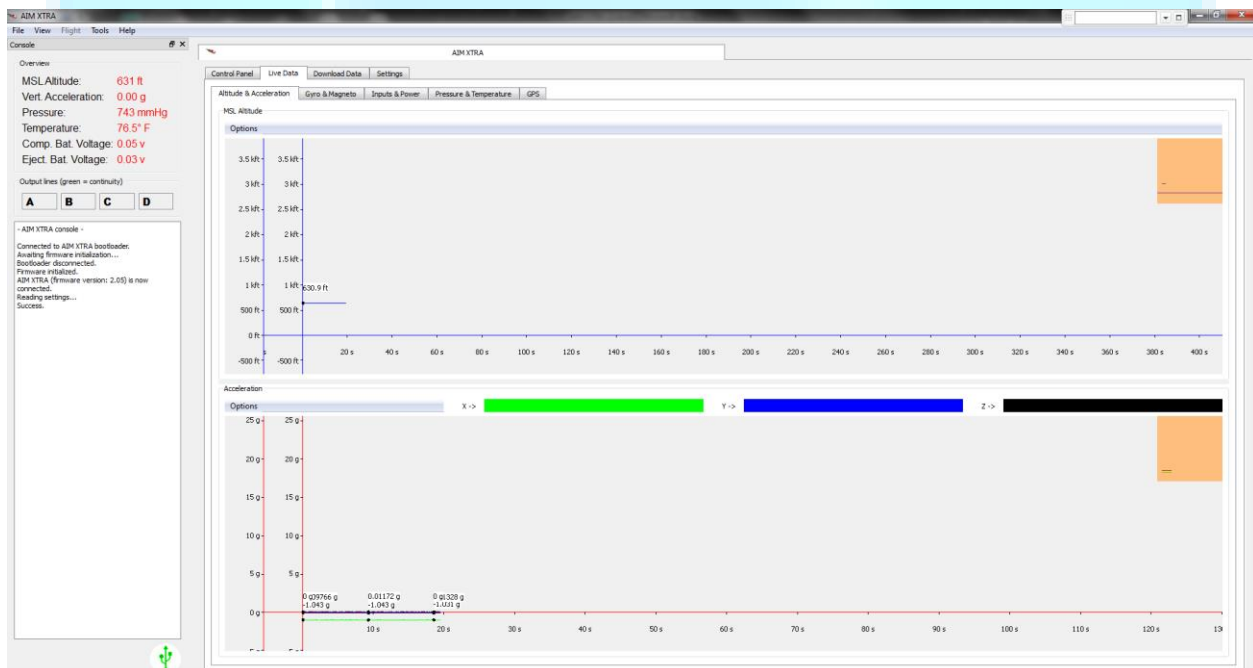 AIM XTRA
File View Flight Tools Help
Console
Overview
MSL Altitude: 631 ft
Vert. Acceleration: 0.00 g
Pressure: 743 mmHg
Temperature: 76.5° F
Comp. Bat. Voltage: 0.05 v
Eject. Bat. Voltage: 0.03 v
Output lines (green = continuity)
A B C D
- AIM XTRA console -
Connected to AIM XTRA bootloader.
Awaiting firmware initialization...
Bootloader disconnected.
Firmware initialized.
AIM XTRA (firmware version: 2.05) is now
connected.
Reading settings...
Success.
AIM XTRA
Control Panel Live Data Download Data Settings
Altitude & Acceleration Gyro & Magneto Inputs & Power Pressure & Temperature GPS
MSL Altitude
Options
3.5 kft 3.5 kft
3 kft 3 kft
2.5 kft 2.5 kft
2 kft 2 kft
1.5 kft 1.5 kft
1 kft 1 kft 630.9 ft
500 ft 500 ft
0 ft
20 s 40 s 60 s 80 s 100 s 120 s 140 s 160 s 180 s 200 s 220 s 240 s 260 s 280 s 300 s 320 s 340 s 360 s 380 s 400 s
-500 ft -500 ft
Acceleration
Options X -> Y -> Z ->
25 g 25 g
20 g 20 g
15 g 15 g
10 g 10 g
5 g 5 g
0.01172 g
-1.043 g -1.043 g -1.031 g
0 g
10 s 20 s 30 s 40 s 50 s 60 s 70 s 80 s 90 s 100 s 110 s 120 s